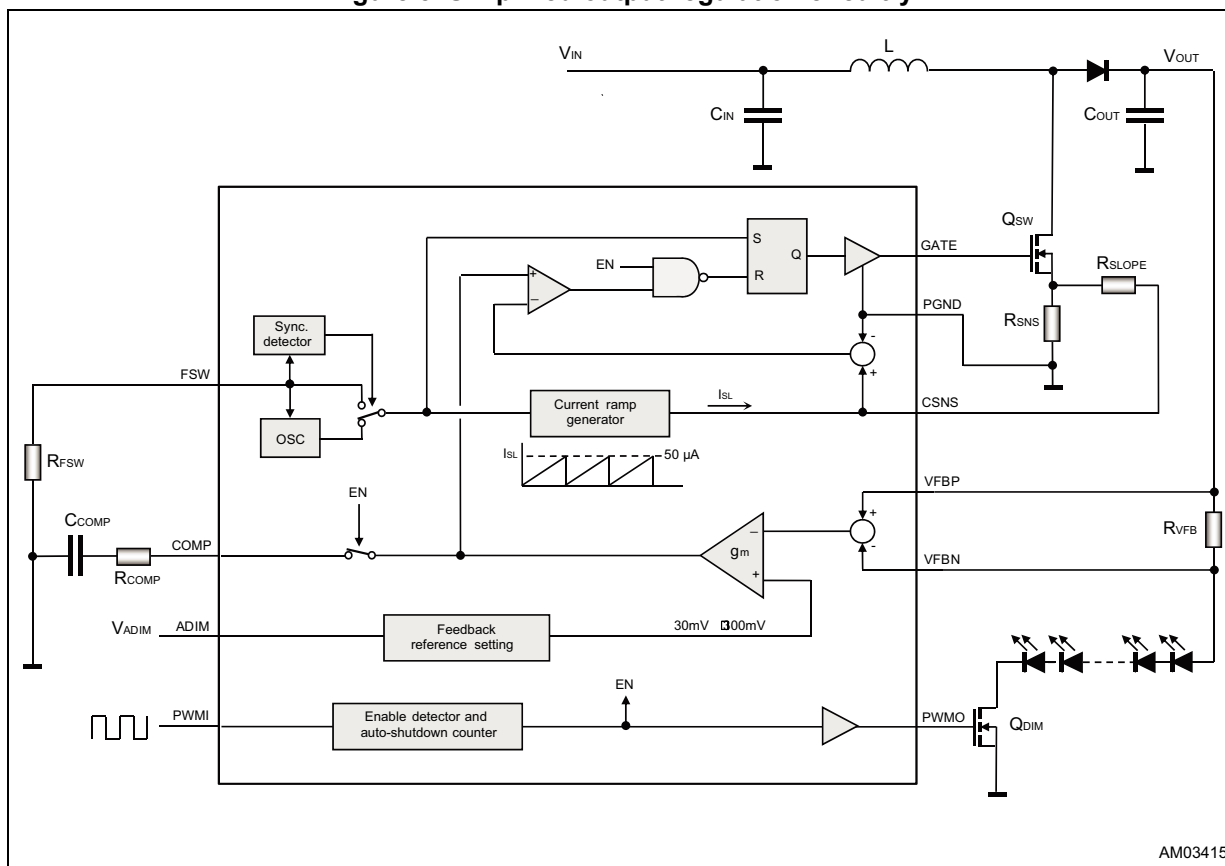 VIN
L
VOUT
CIN
COUT
QSW
S
Q
R
GATE
EN
RSLOPE
PGND
RSNS
Sync.
detector
+
−
-
+
FSW
OSC
Current ramp
generator
ISL
CSNS
RFSW
ISL
50 µA
VFBP
EN
CCOMP
+
-
RVFB
COMP
gm
−
+
VFBN
RCOMP
VADIM
ADIM
Feedback
reference setting
30mV 300mV
EN
PWMI
Enable detector and
auto-shutdown counter
PWMO
QDIM
AM03415